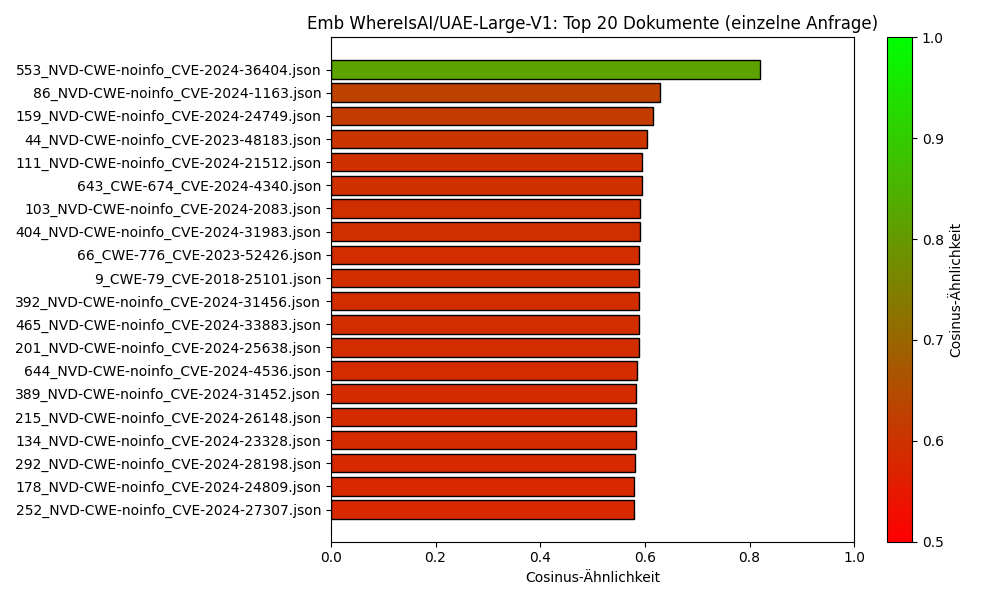 Emb WhereIsAI/UAE-Large-V1: Top 20 Dokumente (einzelne Anfrage)
553_NVD-CWE-noinfo_CVE-2024-36404.json
86_NVD-CWE-noinfo_CVE-2024-1163.json
159_NVD-CWE-noinfo_CVE-2024-24749.json
44_NVD-CWE-noinfo_CVE-2023-48183.json
111_NVD-CWE-noinfo_CVE-2024-21512.json
643_CWE-674_CVE-2024-4340.json
103_NVD-CWE-noinfo_CVE-2024-2083.json
404_NVD-CWE-noinfo_CVE-2024-31983.json
66_CWE-776_CVE-2023-52426.json
9_CWE-79_CVE-2018-25101.json
392_NVD-CWE-noinfo_CVE-2024-31456.json
465_NVD-CWE-noinfo_CVE-2024-33883.json
201_NVD-CWE-noinfo_CVE-2024-25638.json
644_NVD-CWE-noinfo_CVE-2024-4536.json
389_NVD-CWE-noinfo_CVE-2024-31452.json
215_NVD-CWE-noinfo_CVE-2024-26148.json
134_NVD-CWE-noinfo_CVE-2024-23328.json
292_NVD-CWE-noinfo_CVE-2024-28198.json
178_NVD-CWE-noinfo_CVE-2024-24809.json
252_NVD-CWE-noinfo_CVE-2024-27307.json
0.0 0.2 0.4 0.6 0.8 1.0
Cosinus-Ähnlichkeit
1.0
0.9
0.8
0.7
0.6
0.5
Cosinus-Ähnlichkeit